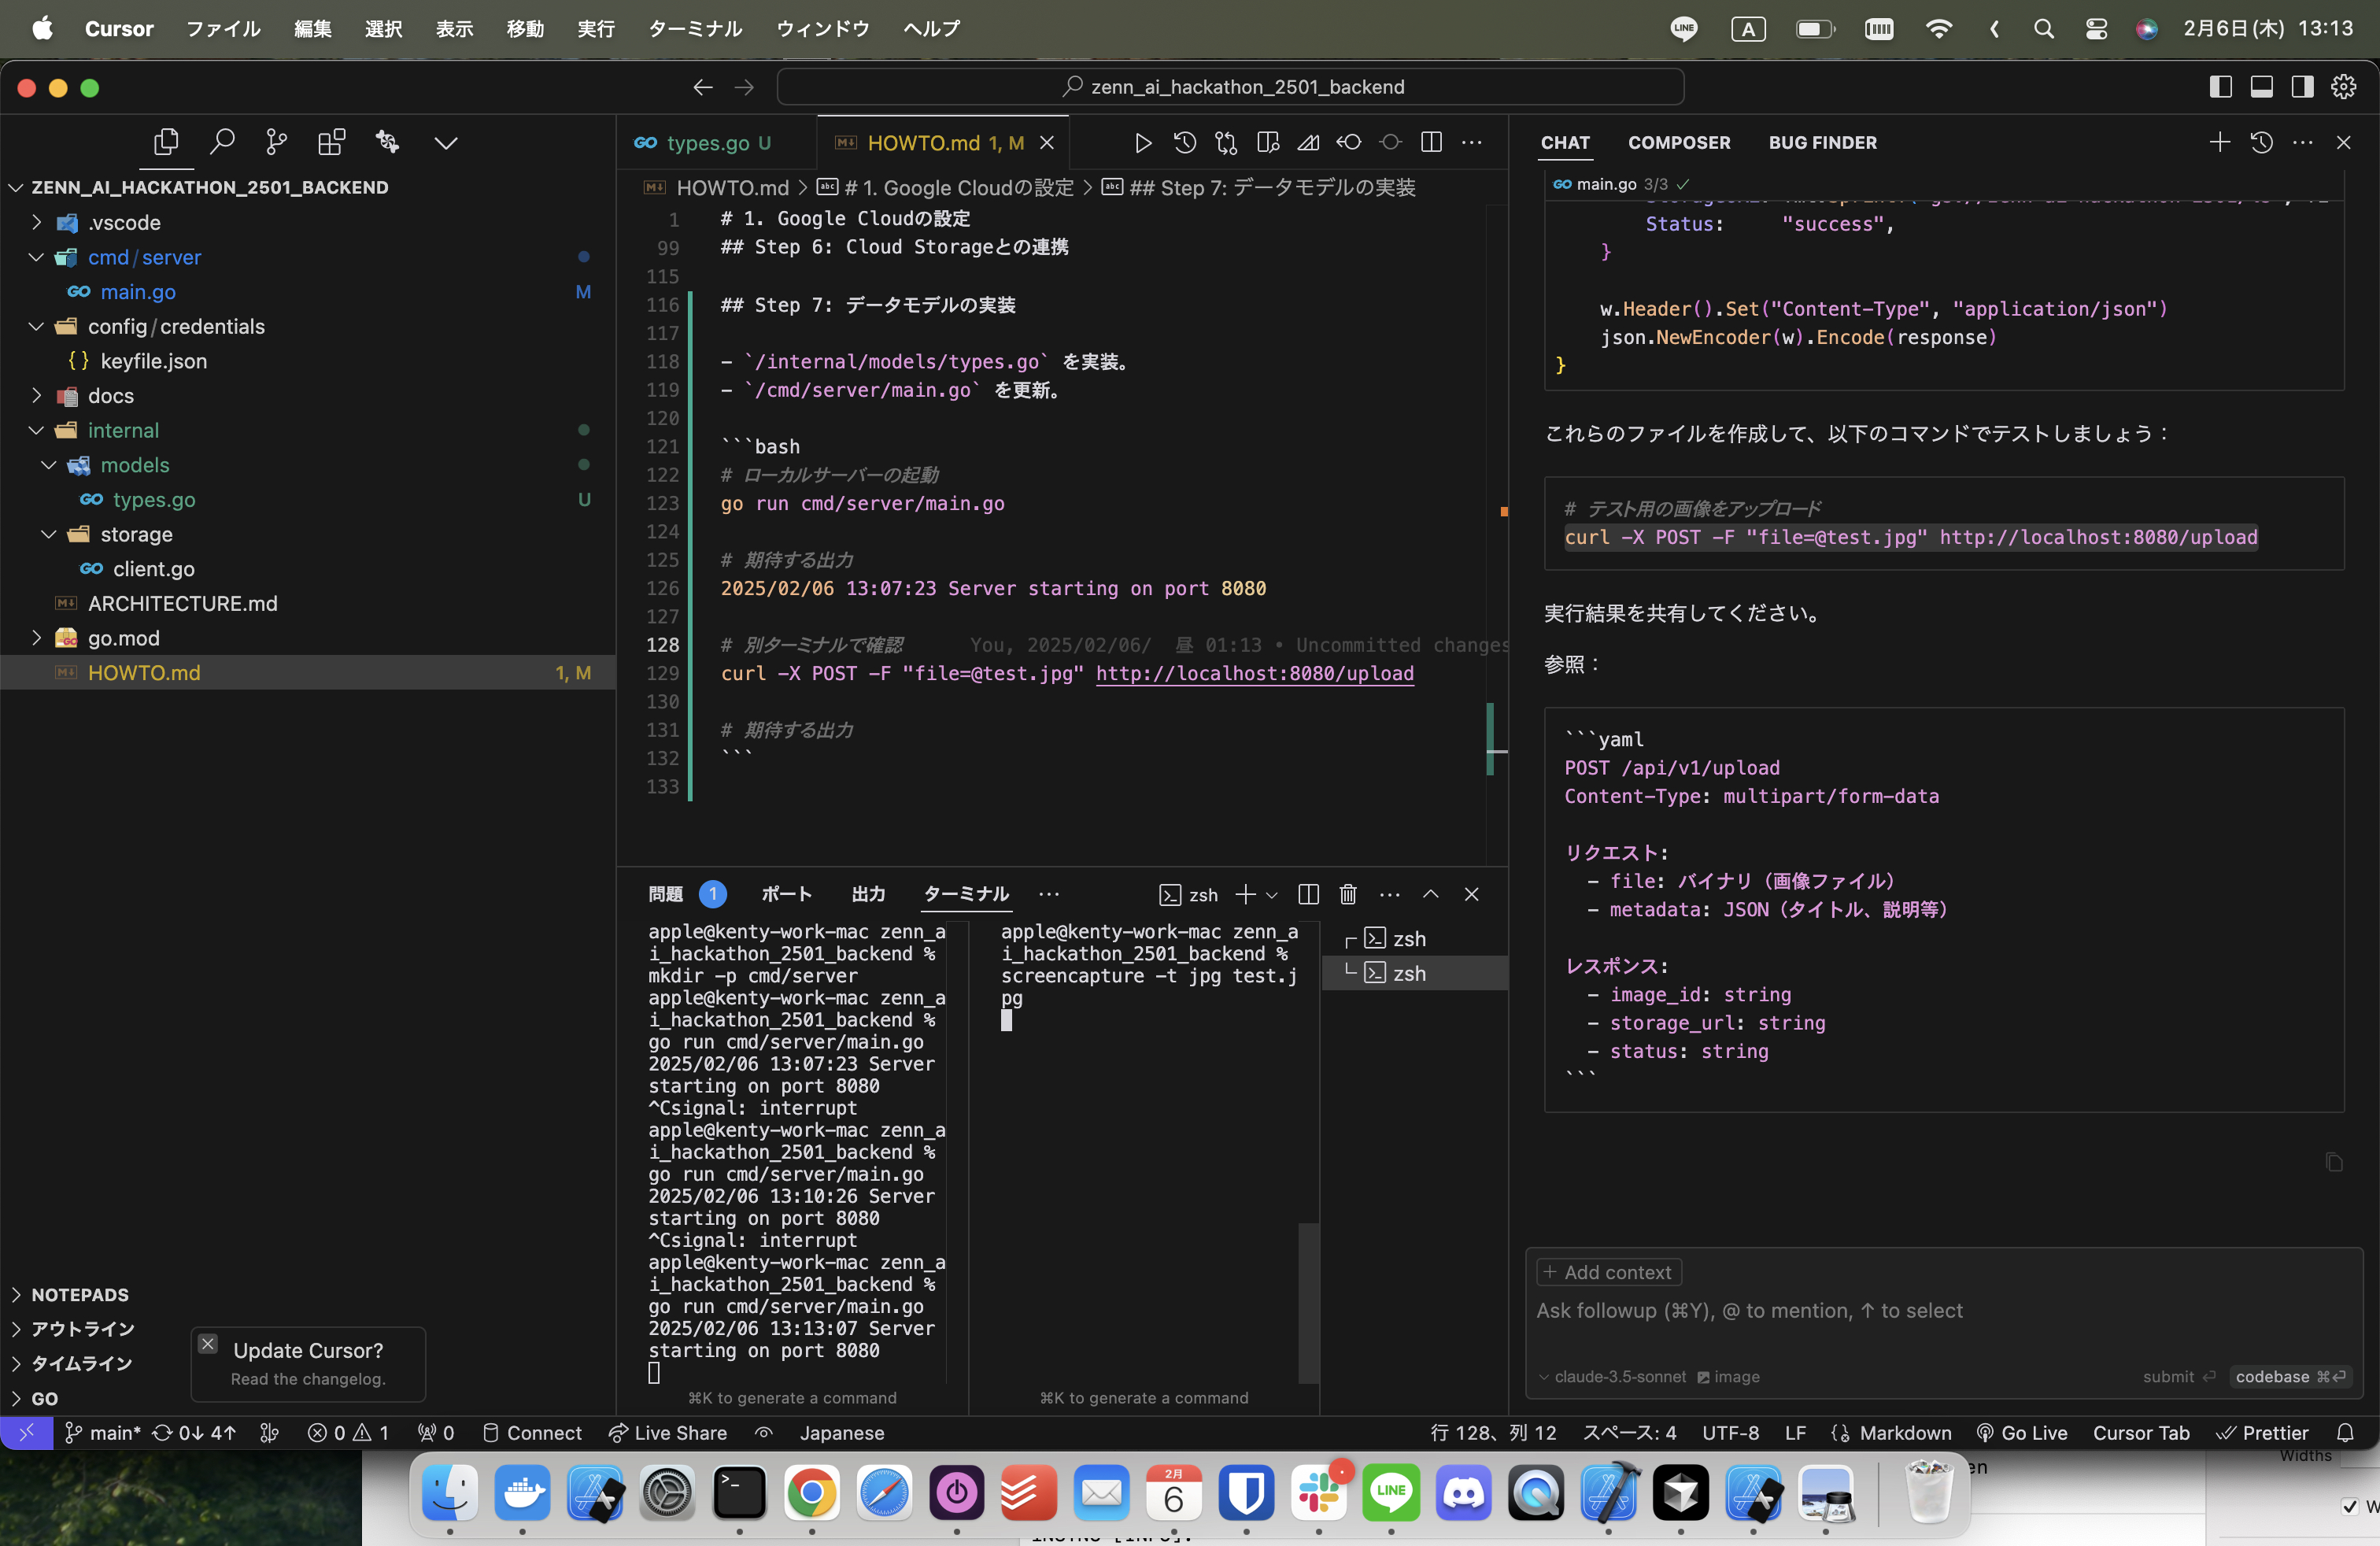 Cursor ファイル 編集 選択 表示 移動 実行 ターミナル ウィンドウ ヘルプ
LINE A 2月6日(木) 13:13
zenn_ai_hackathon_2501_backend
ZENN_AI_HACKATHON_2501_BACKEND
.vscode
cmd/server
main.go M
config/credentials
{ } keyfile.json
docs
internal
models
types.go U
storage
client.go
ARCHITECTURE.md
go.mod
HOWTO.md 1, M
NOTEPADS
アウトライン
タイムライン
GO
Update Cursor?
Read the changelog.
types.go U
HOWTO.md 1, M
HOWTO.md > # 1. Google Cloudの設定 > ## Step 7: データモデルの実装
1 # 1. Google Cloudの設定
99 ## Step 6: Cloud Storageとの連携
115
116 ## Step 7: データモデルの実装
117
118 - `/internal/models/types.go` を実装。
119 - `/cmd/server/main.go` を更新。
120
121 ```bash
122 # ローカルサーバーの起動
123 go run cmd/server/main.go
124
125 # 期待する出力
126 2025/02/06 13:07:23 Server starting on port 8080
127
128 # 別ターミナルで確認 You, 2025/02/06/ 昼 01:13 • Uncommitted changes
129 curl -X POST -F "file=@test.jpg" http://localhost:8080/upload
130
131 # 期待する出力
132 ```
133
問題 1 ポート 出力 ターミナル ⋯ zsh
apple@kenty-work-mac zenn_a
i_hackathon_2501_backend %
mkdir -p cmd/server
apple@kenty-work-mac zenn_a
i_hackathon_2501_backend %
go run cmd/server/main.go
2025/02/06 13:07:23 Server
starting on port 8080
^Csignal: interrupt
apple@kenty-work-mac zenn_a
i_hackathon_2501_backend %
go run cmd/server/main.go
2025/02/06 13:10:26 Server
starting on port 8080
^Csignal: interrupt
apple@kenty-work-mac zenn_a
i_hackathon_2501_backend %
go run cmd/server/main.go
2025/02/06 13:13:07 Server
starting on port 8080
⌘K to generate a command
apple@kenty-work-mac zenn_a
i_hackathon_2501_backend %
screencapture -t jpg test.j
pg
⌘K to generate a command
zsh
zsh
CHAT COMPOSER BUG FINDER
main.go 3/3 ✓
Status: "success",
}
w.Header().Set("Content-Type", "application/json")
json.NewEncoder(w).Encode(response)
}
これらのファイルを作成して、以下のコマンドでテストしましょう：
# テスト用の画像をアップロード
curl -X POST -F "file=@test.jpg" http://localhost:8080/upload
実行結果を共有してください。
参照：
```yaml
POST /api/v1/upload
Content-Type: multipart/form-data
リクエスト:
- file: バイナリ（画像ファイル）
- metadata: JSON（タイトル、説明等）
レスポンス:
- image_id: string
- storage_url: string
- status: string
```
+ Add context
Ask followup (⌘Y), @ to mention, ↑ to select
claude-3.5-sonnet image submit ⏎ codebase ⌘⏎
main* 0↓ 4↑ 0 1 0 Connect Live Share Japanese 行 128、列 12 スペース: 4 UTF-8 LF Markdown Go Live Cursor Tab Prettier
Widths
2月
6
LINE